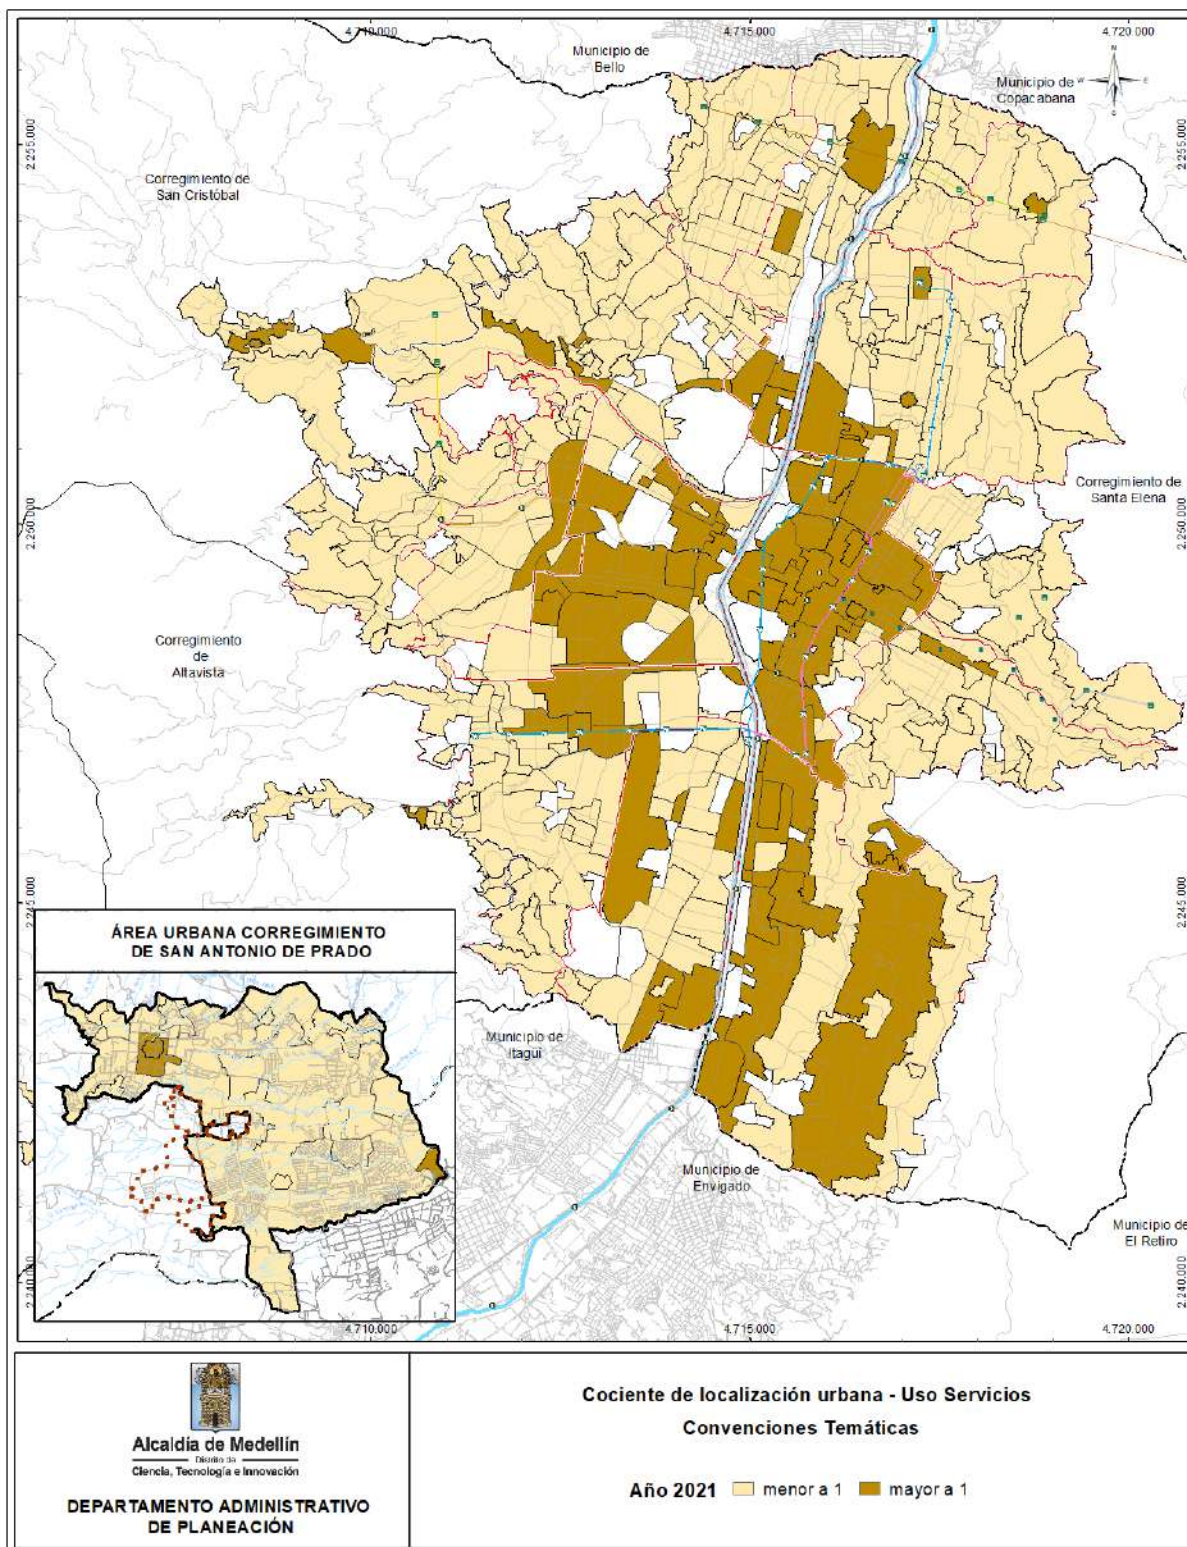 4.710.000
4.715.000
4.720.000
Municipio de
Bello
Municipio de
Copacabana
N
W
E
2.255.000
2.255.000
Corregimiento de
San Cristóbal
Corregimiento de
Santa Elena
2.250.000
2.250.000
Corregimiento
de
Altavista
2.245.000
2.245.000
ÁREA URBANA CORREGIMIENTO
DE SAN ANTONIO DE PRADO
Municipio de
Itagui
Municipio de
Envigado
Municipio de
El Retiro
2.240.000
2.240.000
4.710.000
4.715.000
4.720.000
Alcaldía de Medellín
Distrito de
Ciencia, Tecnología e Innovación
DEPARTAMENTO ADMINISTRATIVO
DE PLANEACIÓN
Cociente de localización urbana - Uso Servicios
Convenciones Temáticas
Año 2021 menor a 1 mayor a 1